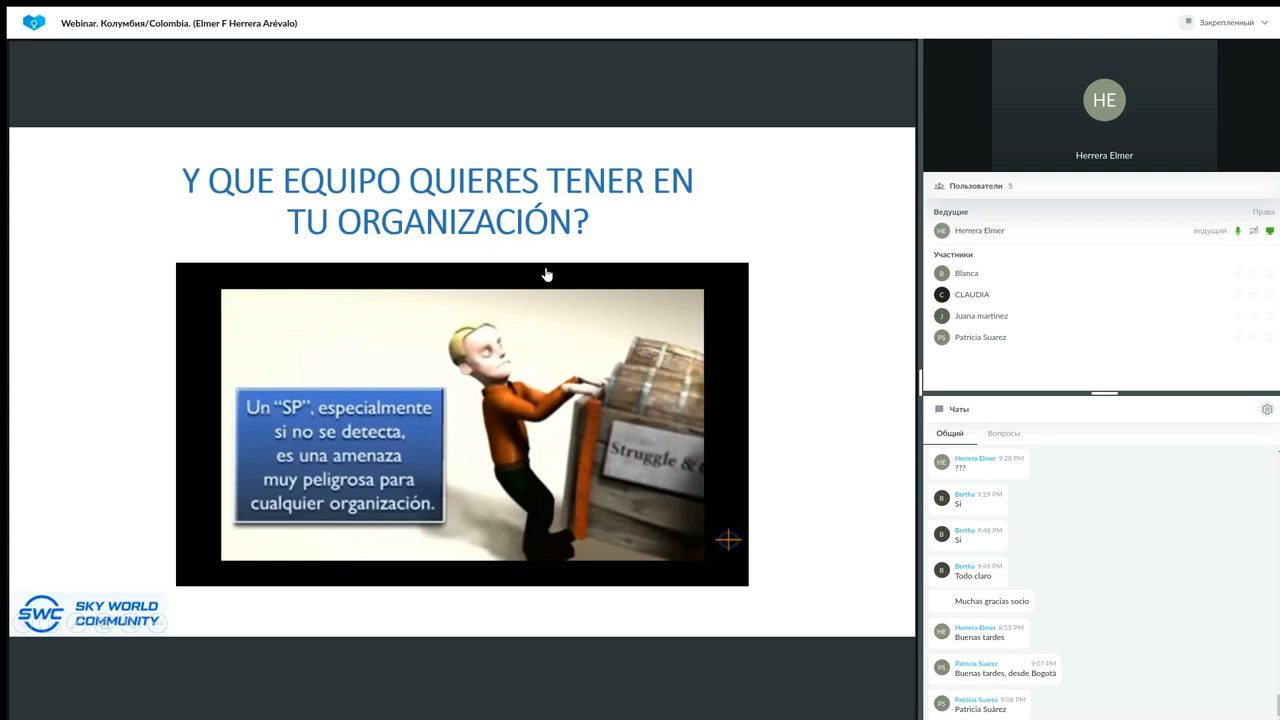 Webinar. Колумбия/Colombia. (Elmer F Herrera Arévalo)
Закрепленный
Y QUE EQUIPO QUIERES TENER EN
TU ORGANIZACIÓN?
Un “SP”, especialmente
si no se detecta,
es una amenaza
muy peligrosa para
cualquier organización.
Struggle &
SWC SKY WORLD
COMMUNITY
HE
Herrera Elmer
Пользователи 5
Ведущие Права
HE Herrera Elmer ведущий
Участники
B Blanca
C CLAUDIA
J Juana martinez
PS Patricia Suarez
Чаты
Общий Вопросы
HE Herrera Elmer 9:28 PM
???
B Bertha 9:29 PM
Si
B Bertha 9:48 PM
Si
B Bertha 9:49 PM
Todo claro
Muchas gracias socio
HE Herrera Elmer 8:55 PM
Buenas tardes
PS Patricia Suarez 9:07 PM
Buenas tardes, desde Bogotà
PS Patricia Suarez 9:08 PM
Patricia Suàrez